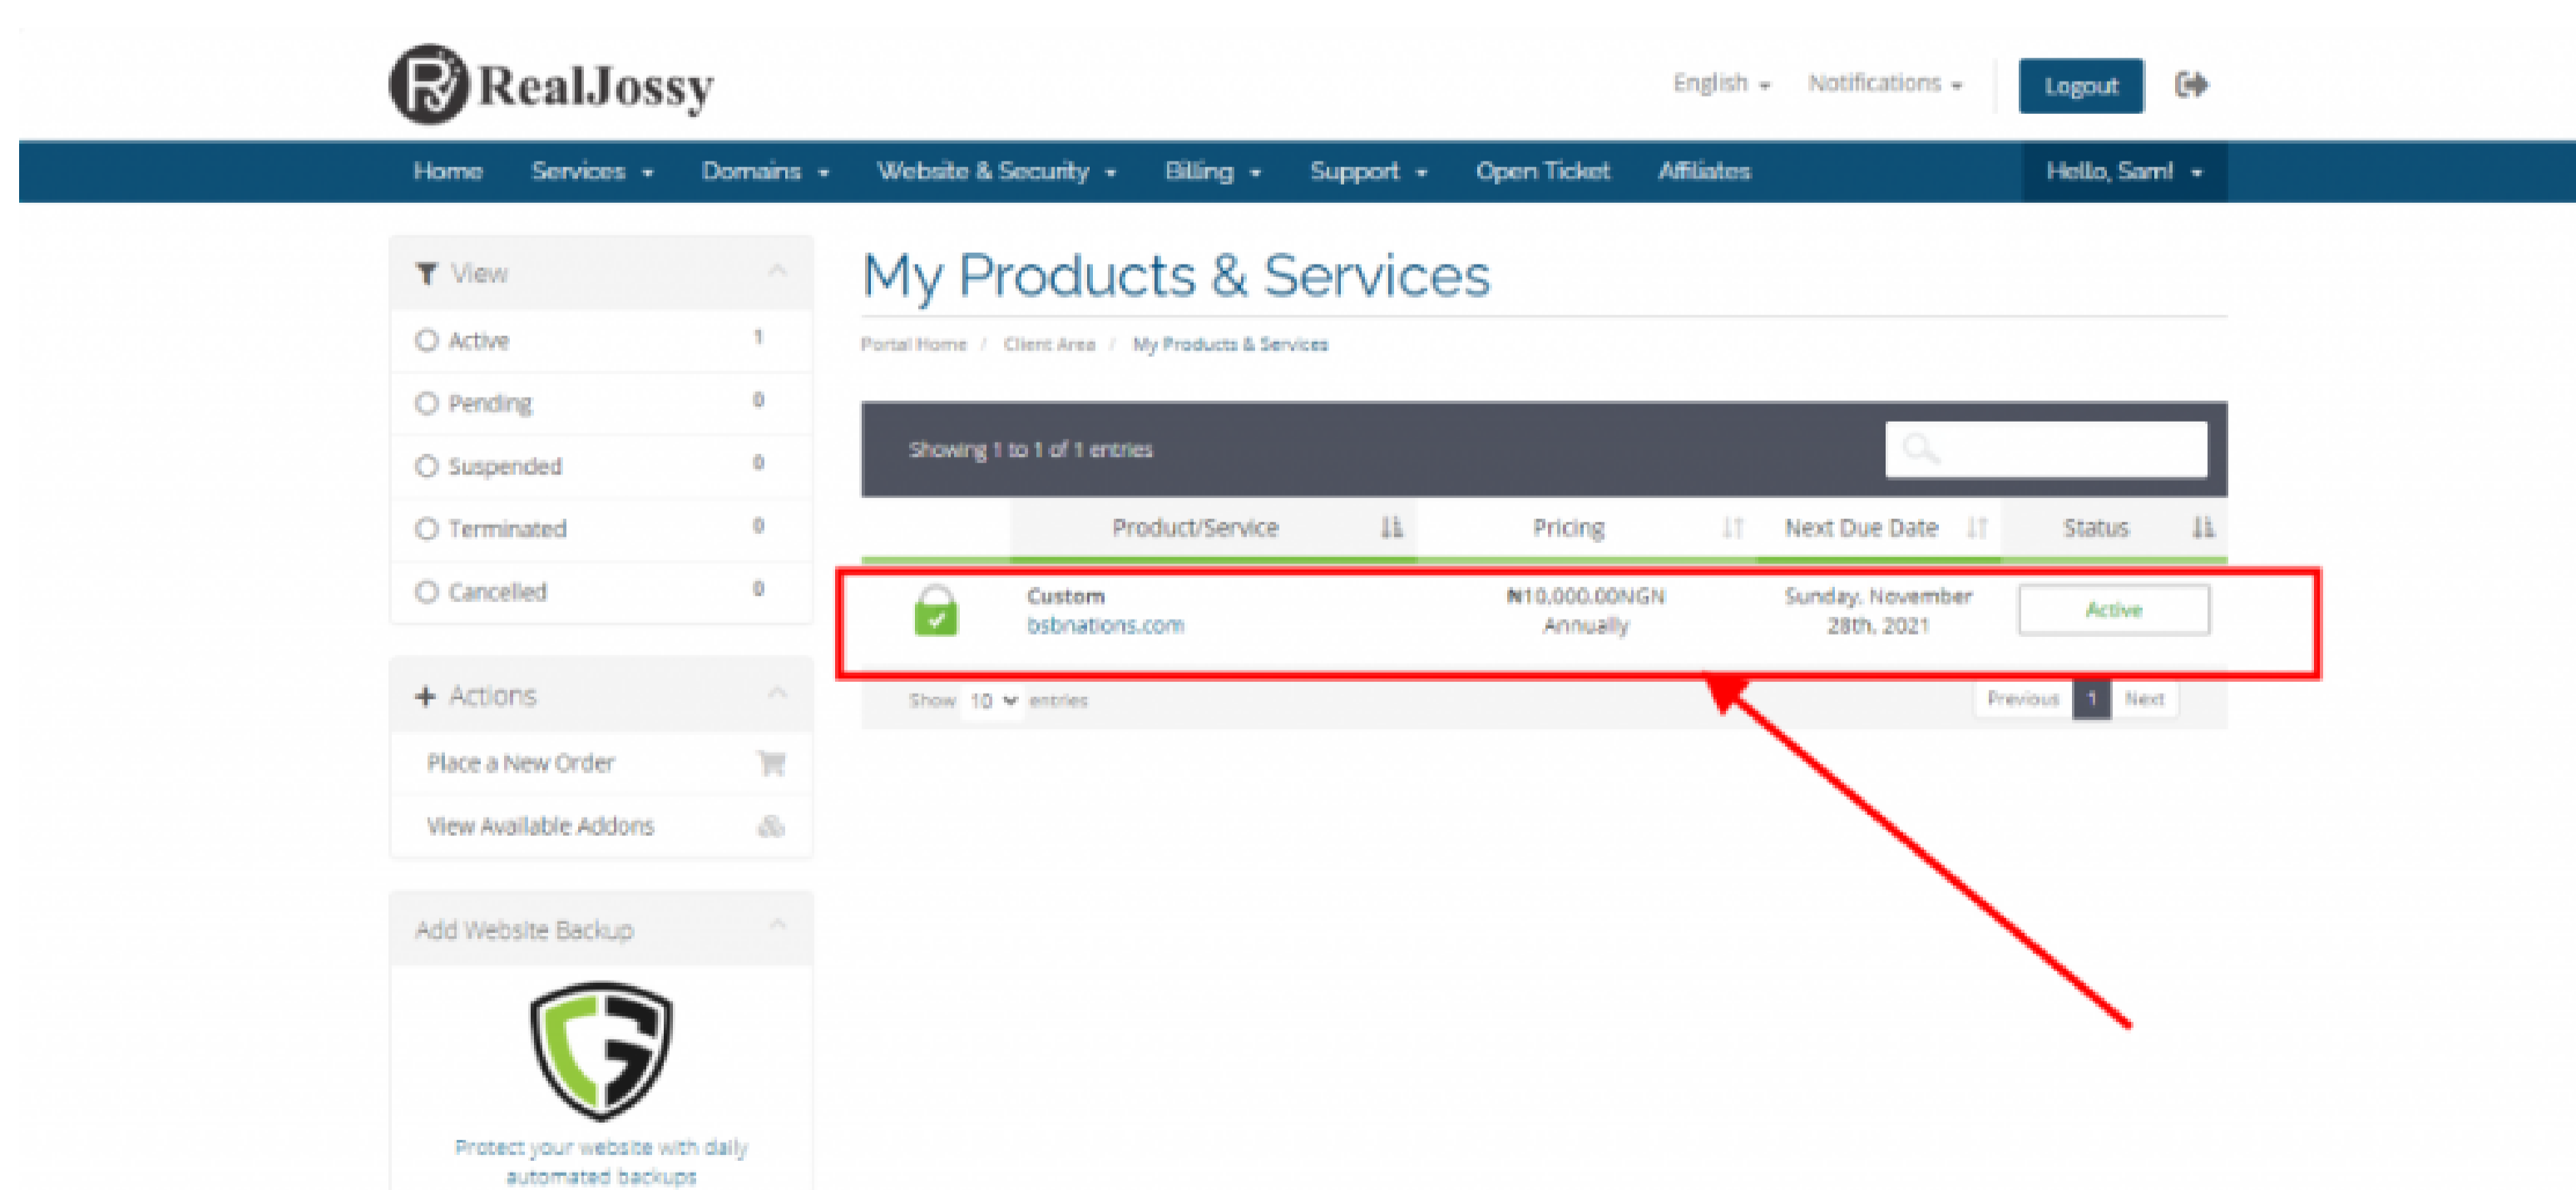 RealJossy
English
Notifications
Logout
Home Services Domains Website & Security Billing Support Open Ticket Affiliates Hello, Sam!
View
Active 1
Pending 0
Suspended 0
Terminated 0
Cancelled 0
Actions
Place a New Order
View Available Addons
Add Website Backup
Protect your website with daily
automated backups
My Products & Services
Portal Home / Client Area / My Products & Services
Showing 1 to 1 of 1 entries
Product/Service Pricing Next Due Date Status
Custom
bsbnations.com
₦10,000.00NGN
Annually
Sunday, November
28th, 2021
Active
Show 10 entries
Previous 1 Next